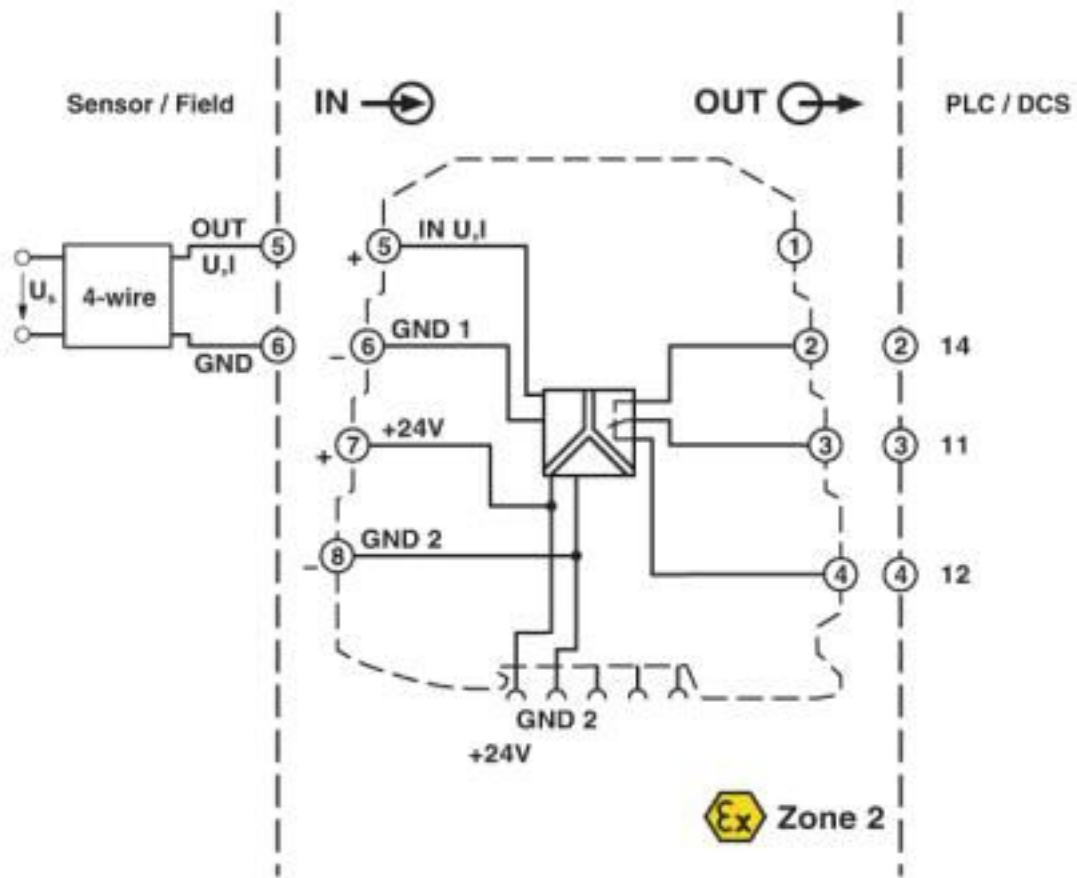 Sensor / Field
IN
OUT
PLC / DCS
OUT
U,I
5
+
5
IN U,I
1
Us
4-wire
6
GND
-
6
GND 1
2
2
14
+
7
+24V
3
3
11
-
8
GND 2
4
4
12
GND 2
+24V
Ex
Zone 2